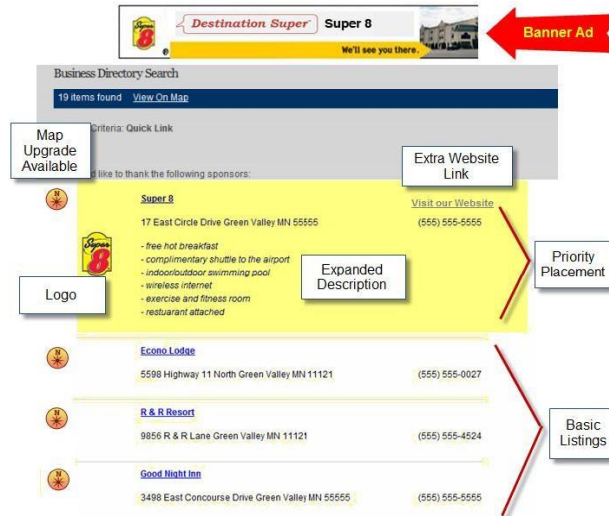 Super
8
Destination Super
Super 8
We'll see you there.
Banner Ad
Business Directory Search
19 items found View On Map
Map
Upgrade
Available
Criteria: Quick Link
Extra Website
Link
like to thank the following sponsors:
N
Super 8
Visit our Website
17 East Circle Drive Green Valley MN 55555 (555) 555-5555
Super
8
- free hot breakfast
- complimentary shuttle to the airport
- indoor/outdoor swimming pool
- wireless internet
- exercise and fitness room
- restuarant attached
Expanded
Description
Priority
Placement
Logo
N
Econo Lodge
5598 Highway 11 North Green Valley MN 11121 (555) 555-0027
N
R & R Resort
9856 R & R Lane Green Valley MN 11121 (555) 555-4524
Basic
Listings
N
Good Night Inn
3498 East Concourse Drive Green Valley MN 55555 (555) 555-5555